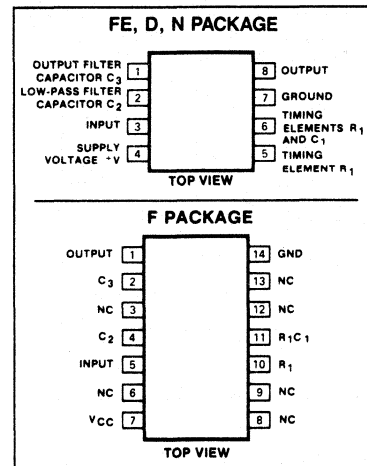 FE, D, N PACKAGE
OUTPUT FILTER
CAPACITOR C3
1
8
OUTPUT
LOW-PASS FILTER
CAPACITOR C2
2
7
GROUND
INPUT
3
6
TIMING
ELEMENTS R1
AND C1
SUPPLY
VOLTAGE +V
4
5
TIMING
ELEMENT R1
TOP VIEW
F PACKAGE
OUTPUT 1 14 GND
C3 2 13 NC
NC 3 12 NC
C2 4 11 R1C1
INPUT 5 10 R1
NC 6 9 NC
VCC 7 8 NC
TOP VIEW